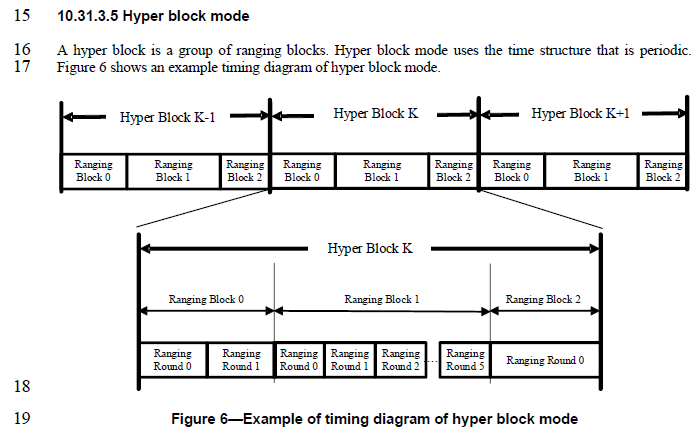 15 10.31.3.5 Hyper block mode
16 A hyper block is a group of ranging blocks. Hyper block mode uses the time structure that is periodic.
17 Figure 6 shows an example timing diagram of hyper block mode.
Hyper Block K-1 Hyper Block K Hyper Block K+1
Ranging Ranging Ranging Ranging Ranging Ranging Ranging Ranging Ranging
Block 0 Block 1 Block 2 Block 0 Block 1 Block 2 Block 0 Block 1 Block 2
Hyper Block K
Ranging Block 0 Ranging Block 1 Ranging Block 2
Ranging Ranging Ranging Ranging Ranging .... Ranging Ranging Round 0
Round 0 Round 1 Round 0 Round 1 Round 2 Round 5
18
19 Figure 6—Example of timing diagram of hyper block mode